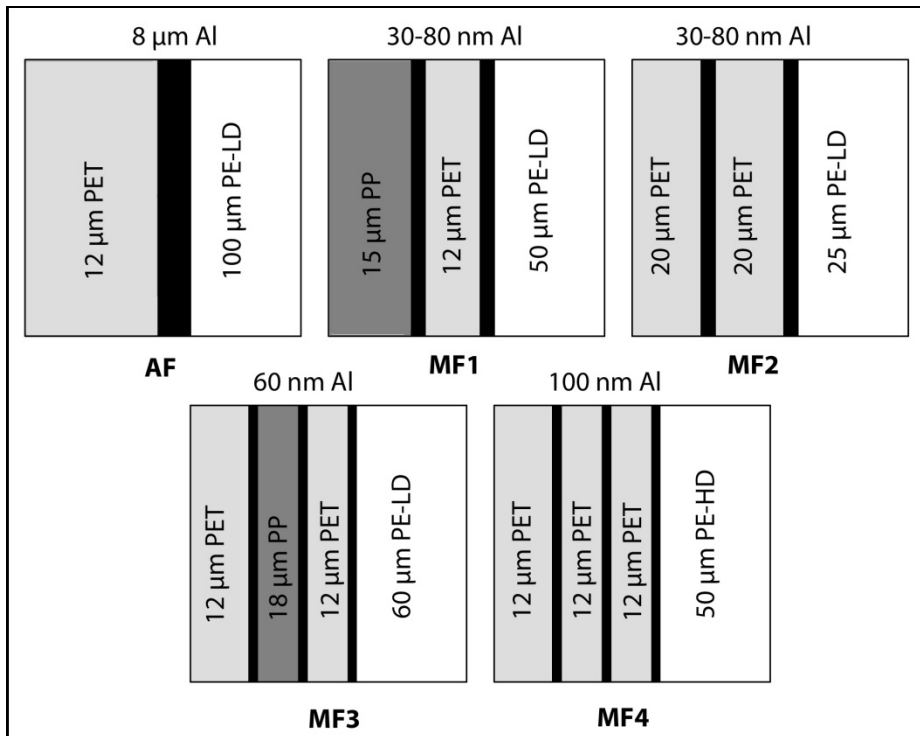 8 µm Al
30-80 nm Al
30-80 nm Al
12 µm PET
100 µm PE-LD
15 µm PP
12 µm PET
50 µm PE-LD
20 µm PET
20 µm PET
25 µm PE-LD
AF
MF1
MF2
60 nm Al
100 nm Al
12 µm PET
18 µm PP
12 µm PET
60 µm PE-LD
12 µm PET
12 µm PET
12 µm PET
50 µm PE-HD
MF3
MF4